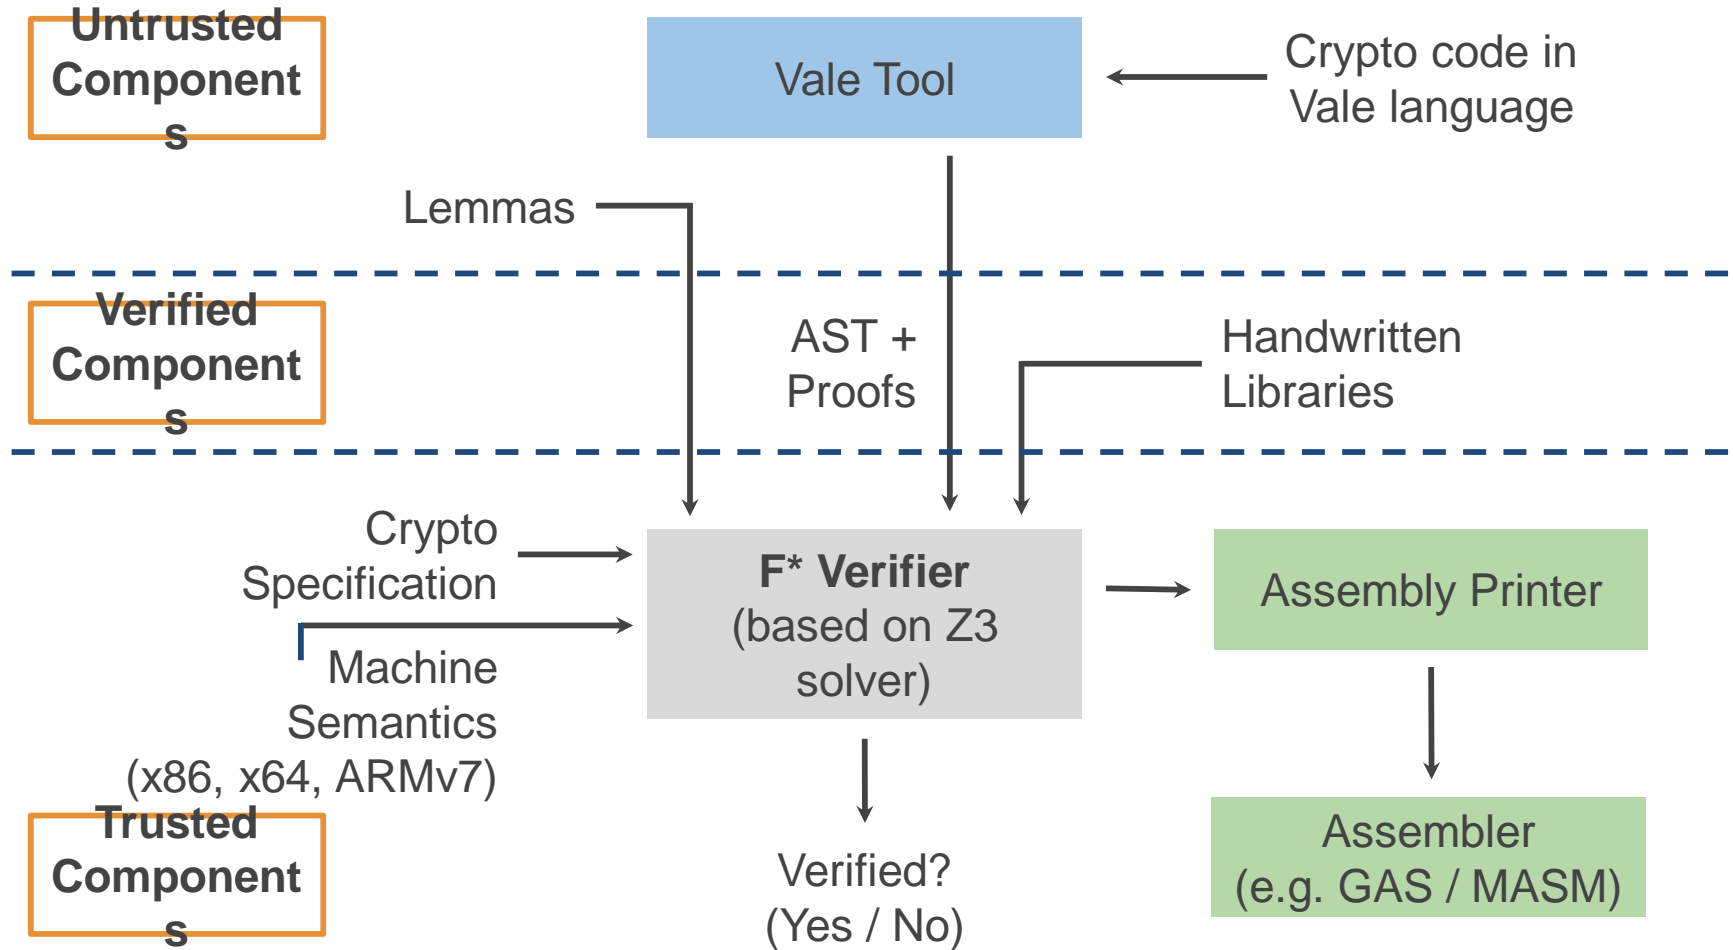 Untrusted
Component
s
Vale Tool
Crypto code in
Vale language
Lemmas
Verified
Component
s
AST +
Proofs
Handwritten
Libraries
Crypto
Specification
Machine
Semantics
(x86, x64, ARMv7)
F* Verifier
(based on Z3
solver)
Assembly Printer
Trusted
Component
s
Verified?
(Yes / No)
Assembler
(e.g. GAS / MASM)